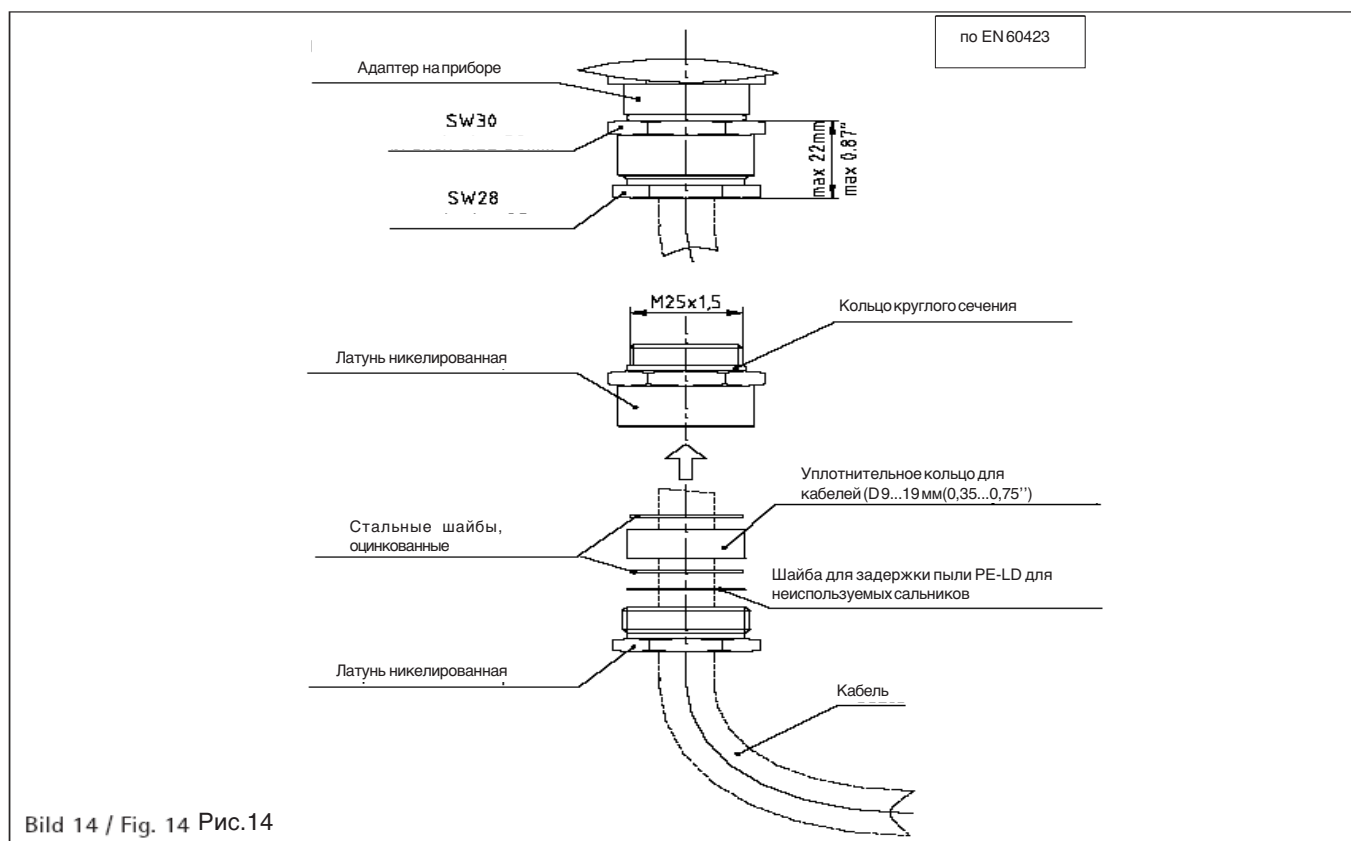 по EN 60423
Адаптер на приборе
SW30
max 22mm
max 0.87"
SW28
M25x1,5
Кольцо круглого сечения
Латунь никелированная
Уплотнительное кольцо для
кабелей (D 9...19 мм(0,35...0,75'')
Стальные шайбы,
оцинкованные
Шайба для задержки пыли PE-LD для
неиспользуемых сальников
Латунь никелированная
Кабель
Bild 14 / Fig. 14 Рис.14